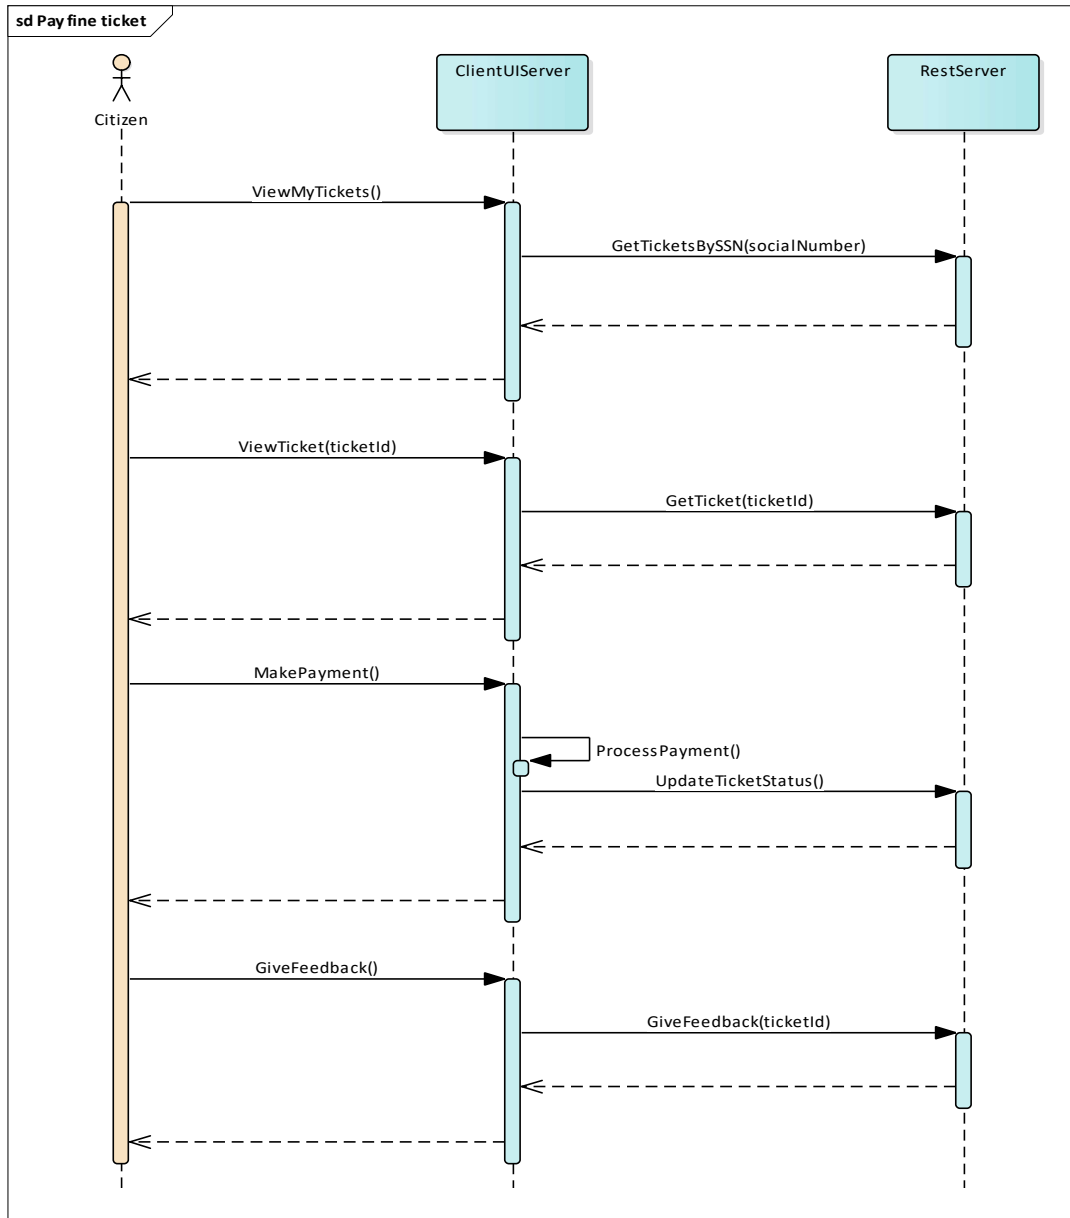 sd Pay fine ticket
Citizen
ClientUIServer
RestServer
ViewMyTickets()
GetTicketsBySSN(socialNumber)
ViewTicket(ticketId)
GetTicket(ticketId)
MakePayment()
ProcessPayment()
UpdateTicketStatus()
GiveFeedback()
GiveFeedback(ticketId)